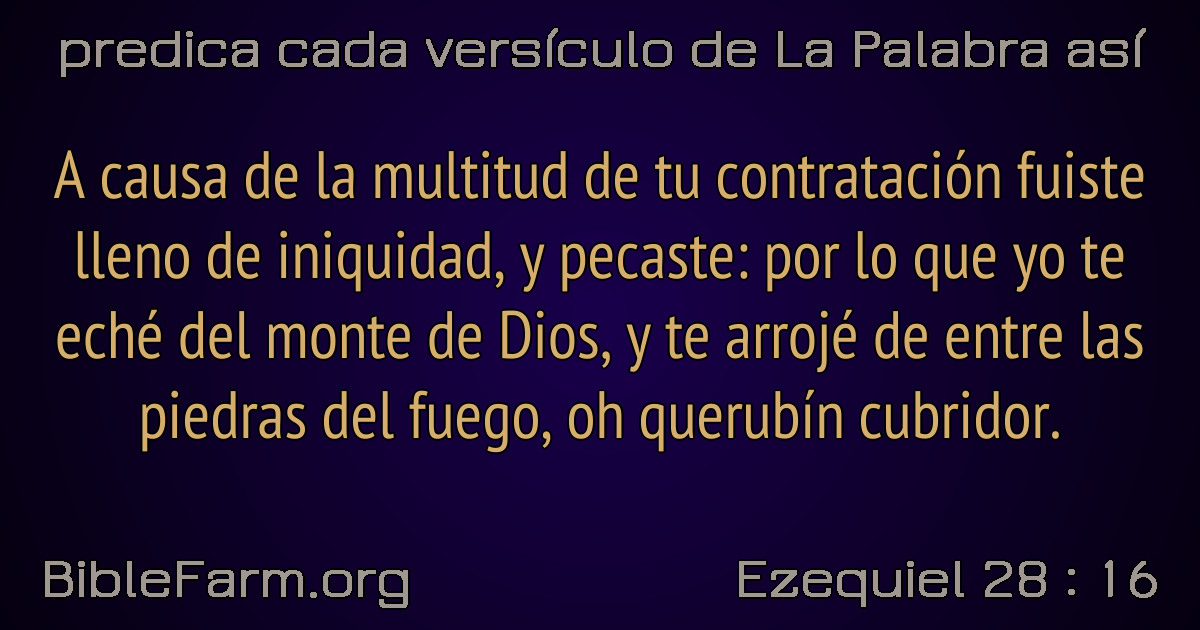 predica cada versículo de La Palabra así
A causa de la multitud de tu contratación fuiste
lleno de iniquidad, y pecaste: por lo que yo te
eché del monte de Dios, y te arrojé de entre las
piedras del fuego, oh querubín cubridor.
BibleFarm.org
Ezequiel 28 : 16